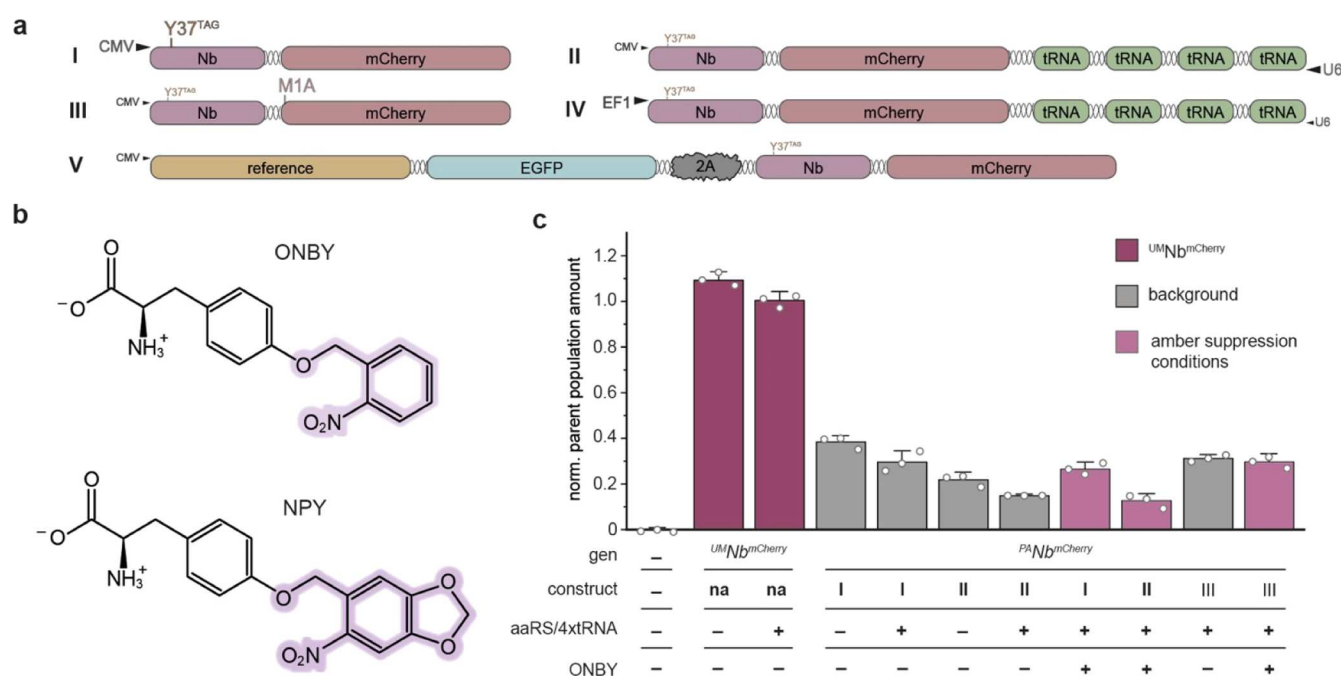 a
Y37TAG
CMV
I
Nb
mCherry
CMV
Y37TAG
II
Nb
mCherry
tRNA
tRNA
tRNA
tRNA
U6
M1A
CMV
Y37TAG
III
Nb
mCherry
EF1
Y37TAG
IV
Nb
mCherry
tRNA
tRNA
tRNA
tRNA
U6
V
CMV
reference
EGFP
2A
Y37TAG
Nb
mCherry
b
ONBY
O
−O
NH3+
O
O2N
NPY
O
−O
NH3+
O
O2N
O
O
c
norm. parent population amount
1.2
1.0
0.8
0.6
0.4
0.2
0
UMNbmCherry
background
amber suppression
conditions
gen – UMNbmCherry PANbmCherry
construct – na na I I II II I II III III
aaRS/4xtRNA – – + – + – + + + + +
ONBY – – – – – – – + + – +